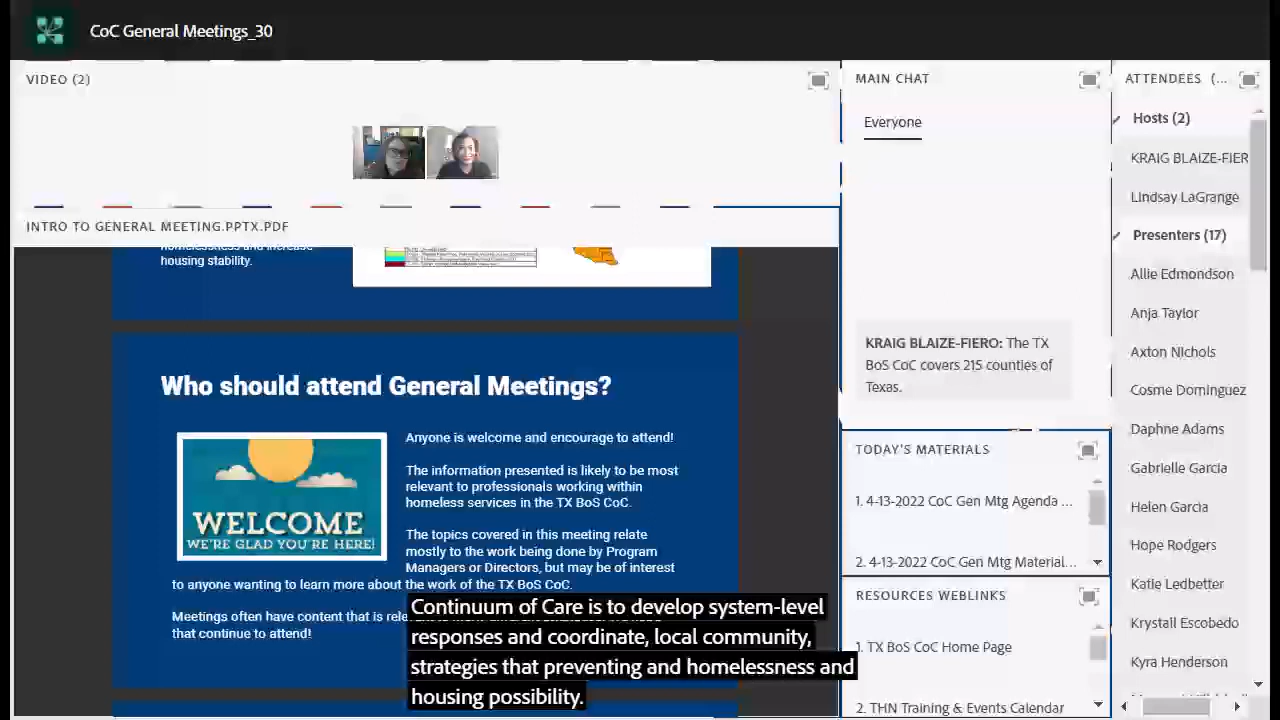 CoC General Meetings_30
VIDEO (2)
INTRO TO GENERAL MEETING.PPTX.PDF
housing stability.
Who should attend General Meetings?
WELCOME
WE'RE GLAD YOU'RE HERE!
Anyone is welcome and encourage to attend!
The information presented is likely to be most
relevant to professionals working within
homeless services in the TX BoS CoC.
The topics covered in this meeting relate
mostly to the work being done by Program
Managers or Directors, but may be of interest
to anyone wanting to learn more about the work of the TX BoS CoC.
Meetings often have content that is rele
that continue to attend!
Continuum of Care is to develop system-level
responses and coordinate, local community,
strategies that preventing and homelessness and
housing possibility.
MAIN CHAT
Everyone
KRAIG BLAIZE-FIERO: The TX
BoS CoC covers 215 counties of
Texas.
TODAY'S MATERIALS
1. 4-13-2022 CoC Gen Mtg Agenda ...
2. 4-13-2022 CoC Gen Mtg Material...
RESOURCES WEBLINKS
1. TX BoS CoC Home Page
2. THN Training & Events Calendar
ATTENDEES (...
Hosts (2)
KRAIG BLAIZE-FIER
Lindsay LaGrange
Presenters (17)
Allie Edmondson
Anja Taylor
Axton Nichols
Cosme Dominguez
Daphne Adams
Gabrielle Garcia
Helen Garcia
Hope Rodgers
Katie Ledbetter
Krystall Escobedo
Kyra Henderson